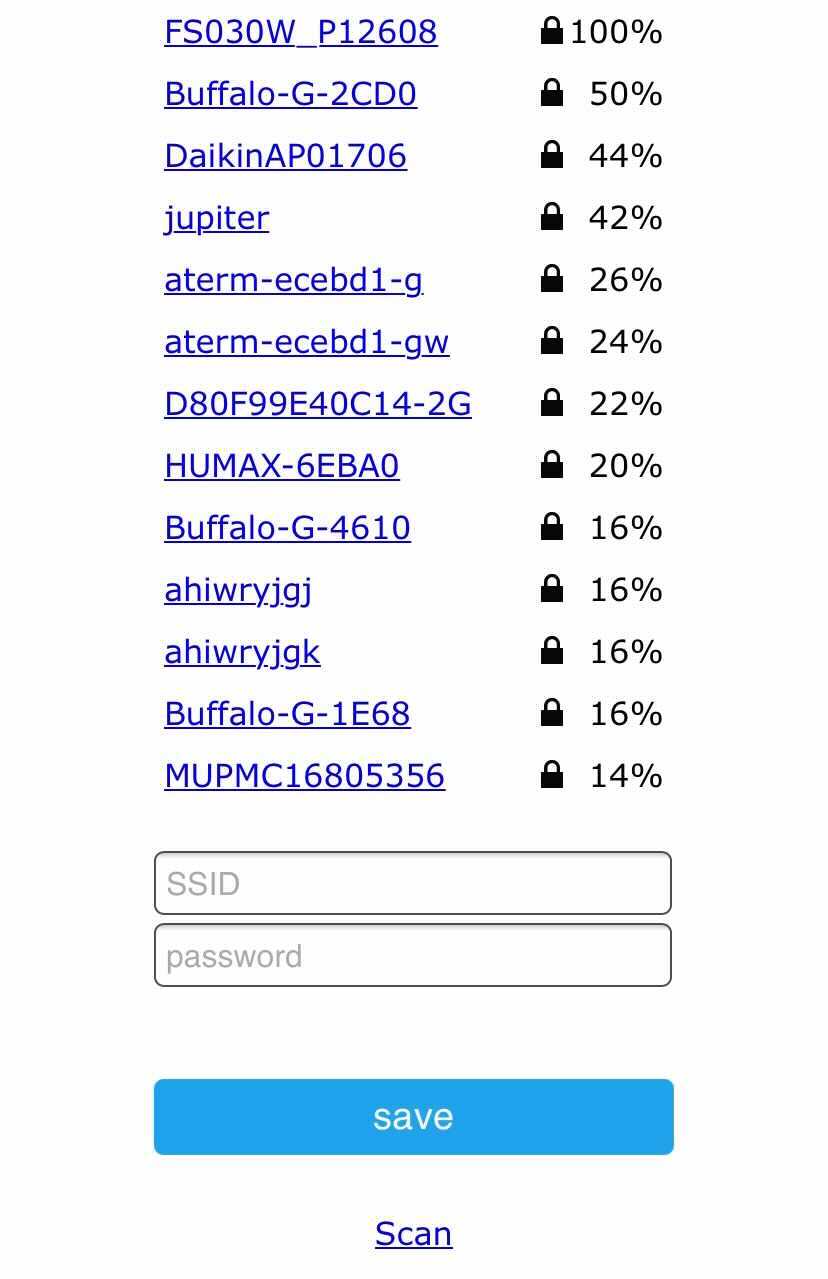 FS030W_P12608 100%
Buffalo-G-2CD0 50%
DaikinAP01706 44%
jupiter 42%
aterm-ecebd1-g 26%
aterm-ecebd1-gw 24%
D80F99E40C14-2G 22%
HUMAX-6EBA0 20%
Buffalo-G-4610 16%
ahiwryjgj 16%
ahiwryjgk 16%
Buffalo-G-1E68 16%
MUPMC16805356 14%
SSID
password
save
Scan